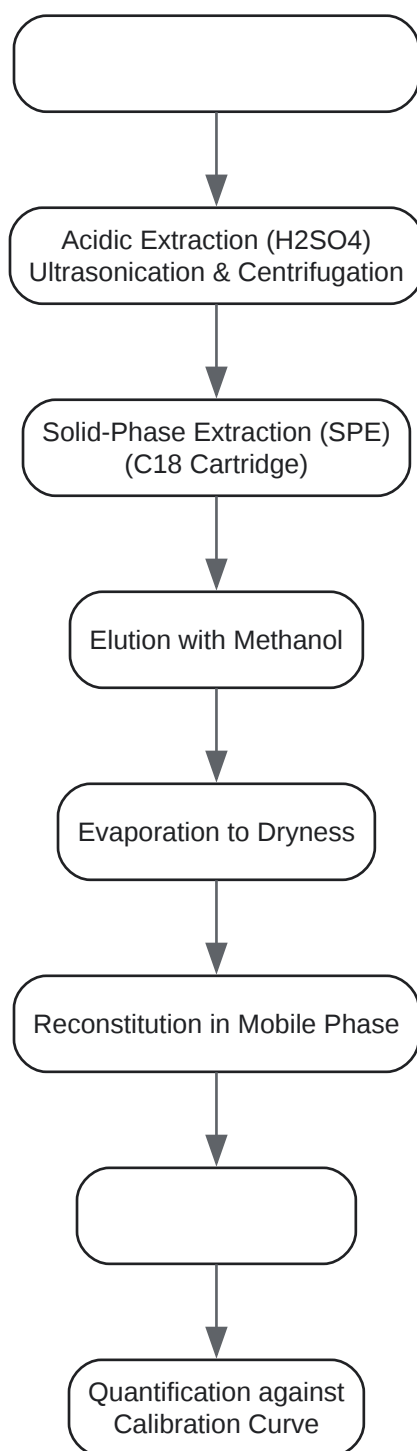 Acidic Extraction (H2SO4)
Ultrasonication & Centrifugation
Solid-Phase Extraction (SPE)
(C18 Cartridge)
Elution with Methanol
Evaporation to Dryness
Reconstitution in Mobile Phase
Quantification against
Calibration Curve